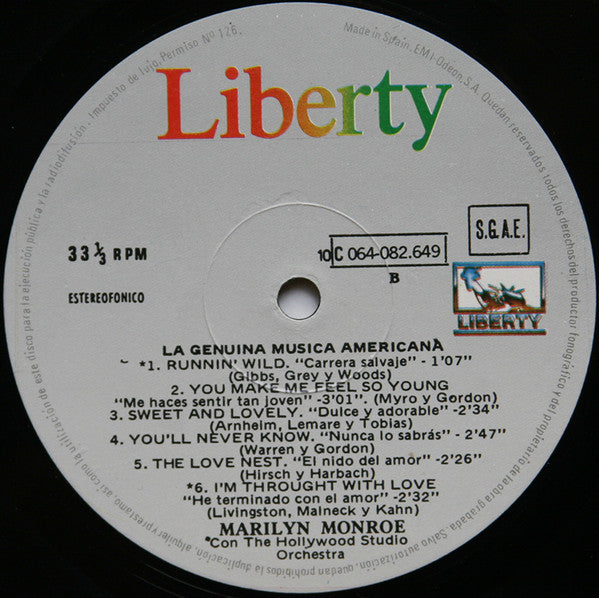 Impuesto de lujo. Permiso Nº 126.
Made in Spain. EMI-Odeon, S.A. Quedan reservados todos los derechos del productor fonográfico y del propietario de la obra grabada. Salvo autorización, quedan prohibidos la duplicación, alquiler y préstamo, así como la utilización de este disco para la ejecución pública y la radiodifusión.
Liberty
S.G.A.E.
33 1/3 RPM
10C 064-082.649
B
ESTEREOFONICO
LIBERTY
LA GENUINA MUSICA AMERICANA
*1. RUNNIN' WILD. "Carrera salvaje" - 1'07"
(Gibbs, Grey y Woods)
2. YOU MAKE ME FEEL SO YOUNG
"Me haces sentir tan joven" -3'01". (Myro y Gordon)
3. SWEET AND LOVELY. "Dulce y adorable" -2'34"
(Arnheim, Lemare y Tobias)
4. YOU'LL NEVER KNOW. "Nunca lo sabrás" - 2'47"
(Warren y Gordon)
5. THE LOVE NEST. "El nido del amor" -2'26"
(Hirsch y Harbach)
*6. I'M THROUGHT WITH LOVE
"He terminado con el amor" -2'32"
(Livingston, Malneck y Kahn)
MARILYN MONROE
*Con The Hollywood Studio
Orchestra